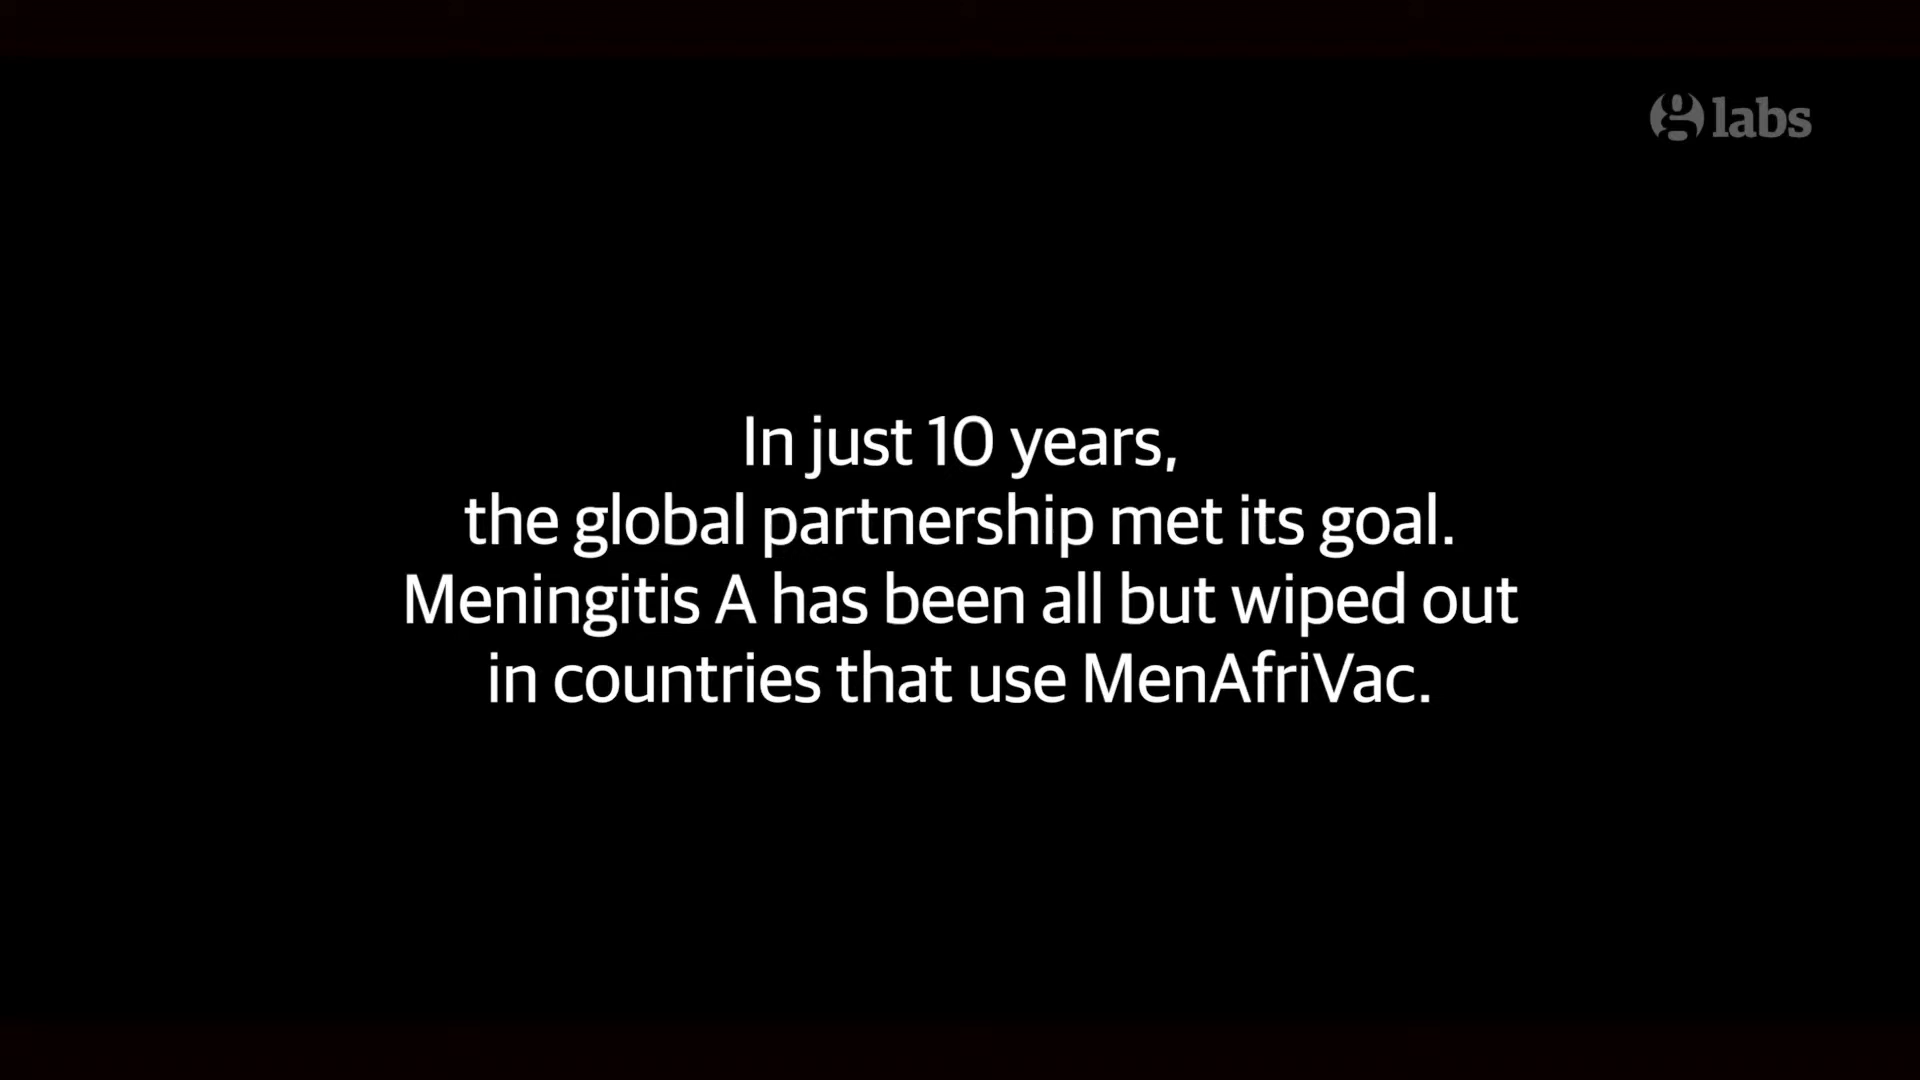 g labs
In just 10 years,
the global partnership met its goal.
Meningitis A has been all but wiped out
in countries that use MenAfriVac.